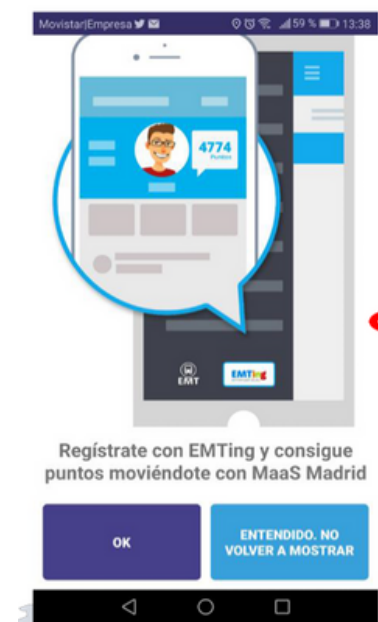 Movistar|Empresa 59 % 13:38
4774
Puntos
EMT
EMTing
Regístrate con EMTing y consigue
puntos moviéndote con MaaS Madrid
OK
ENTENDIDO. NO
VOLVER A MOSTRAR